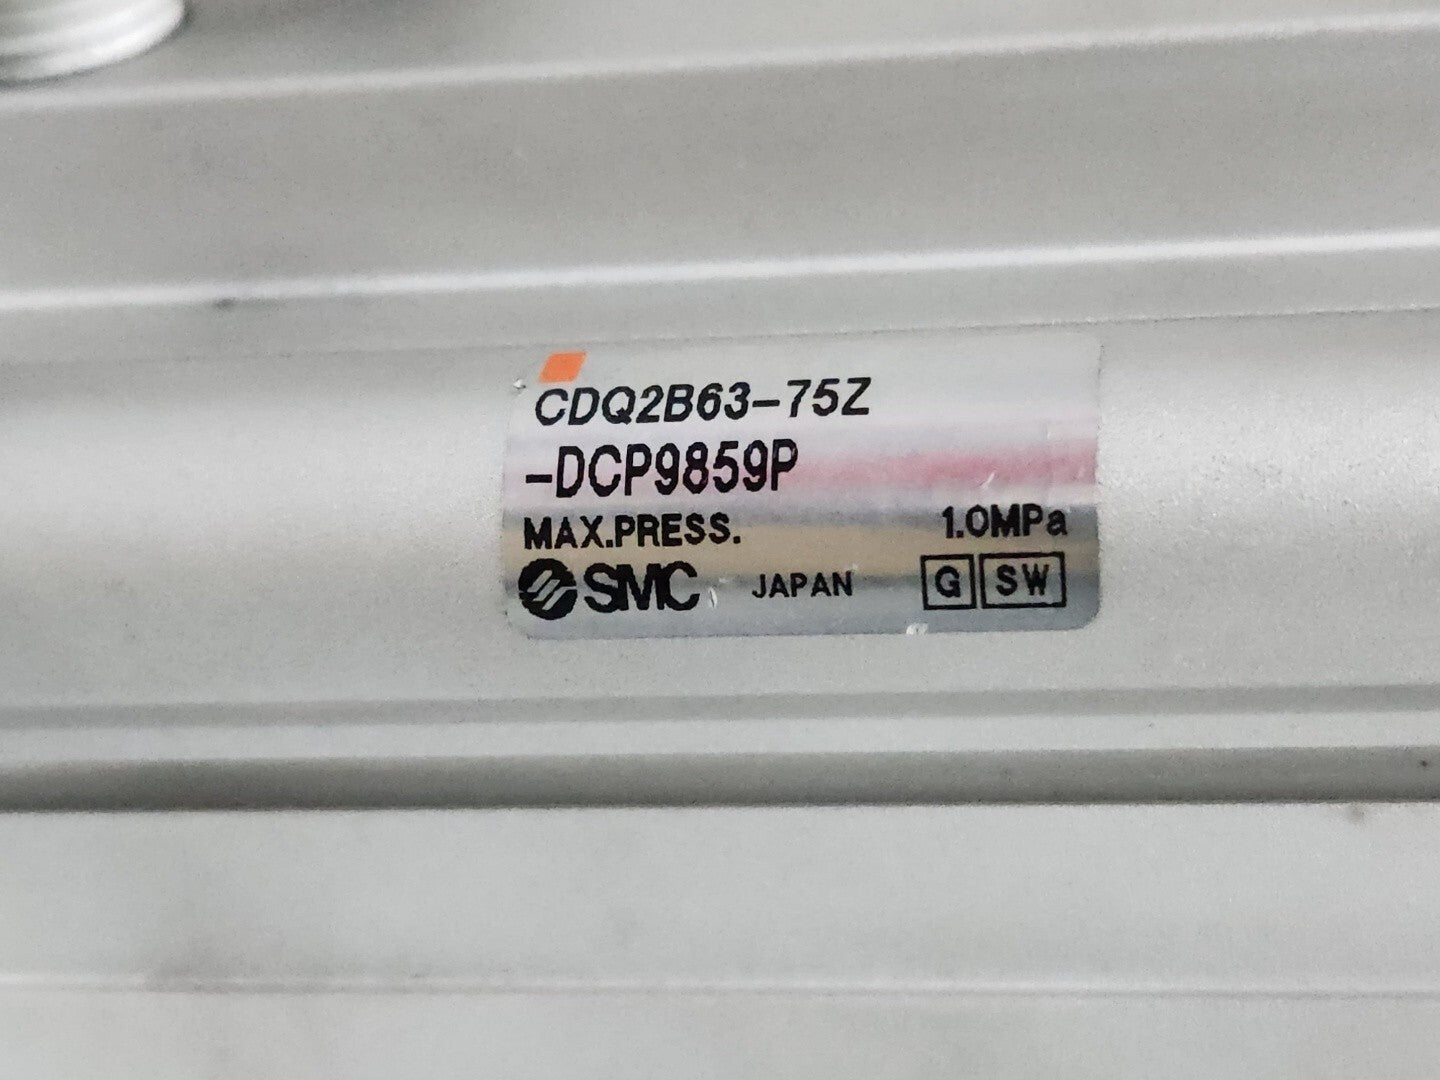 CDQ2B63-75Z
-DCP9859P
MAX.PRESS. 1.0MPa
SMC JAPAN G SW